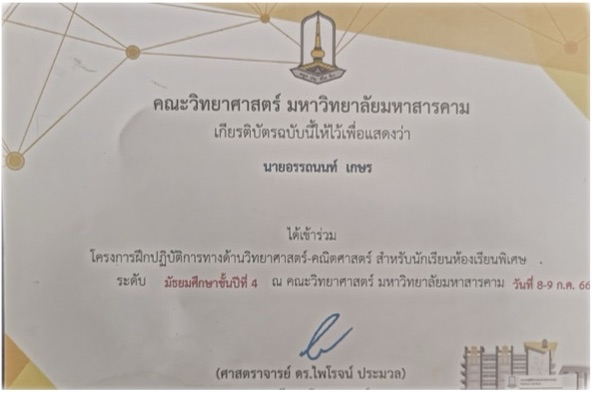 คณะวิทยาศาสตร์ มหาวิทยาลัยมหาสารคาม
เกียรติบัตรฉบับนี้ให้ไว้เพื่อแสดงว่า
นายอรรถนนท์ เกษร
ได้เข้าร่วม
โครงการฝึกปฏิบัติการทางด้านวิทยาศาสตร์-คณิตศาสตร์ สำหรับนักเรียนห้องเรียนพิเศษ
ระดับ มัธยมศึกษาชั้นปีที่ 4 ณ คณะวิทยาศาสตร์ มหาวิทยาลัยมหาสารคาม วันที่ 8-9 ก.ค. 66
(ศาสตราจารย์ ดร.ไพโรจน์ ประมวล)